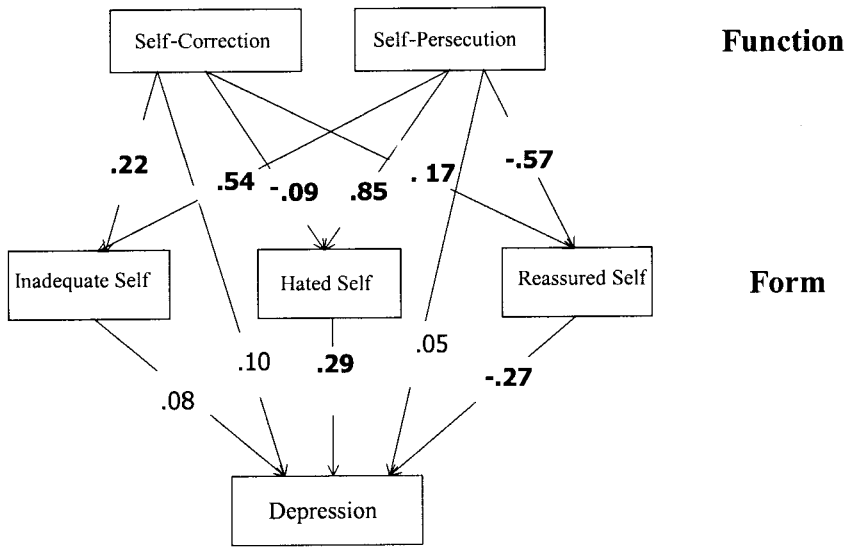 Self-Correction
Self-Persecution
Function
.22
.54
-.09
.85
.17
-.57
Inadequate Self
Hated Self
Reassured Self
Form
.08
.10
.29
.05
-.27
Depression